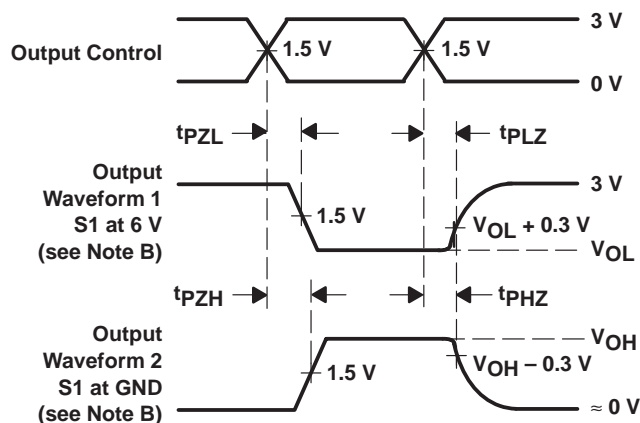 3 V
Output Control
1.5 V
1.5 V
0 V
tPZL
tPLZ
Output
Waveform 1
S1 at 6 V
(see Note B)
3 V
1.5 V
VOL + 0.3 V
VOL
tPZH
tPHZ
Output
Waveform 2
S1 at GND
(see Note B)
VOH
VOH – 0.3 V
1.5 V
≈ 0 V